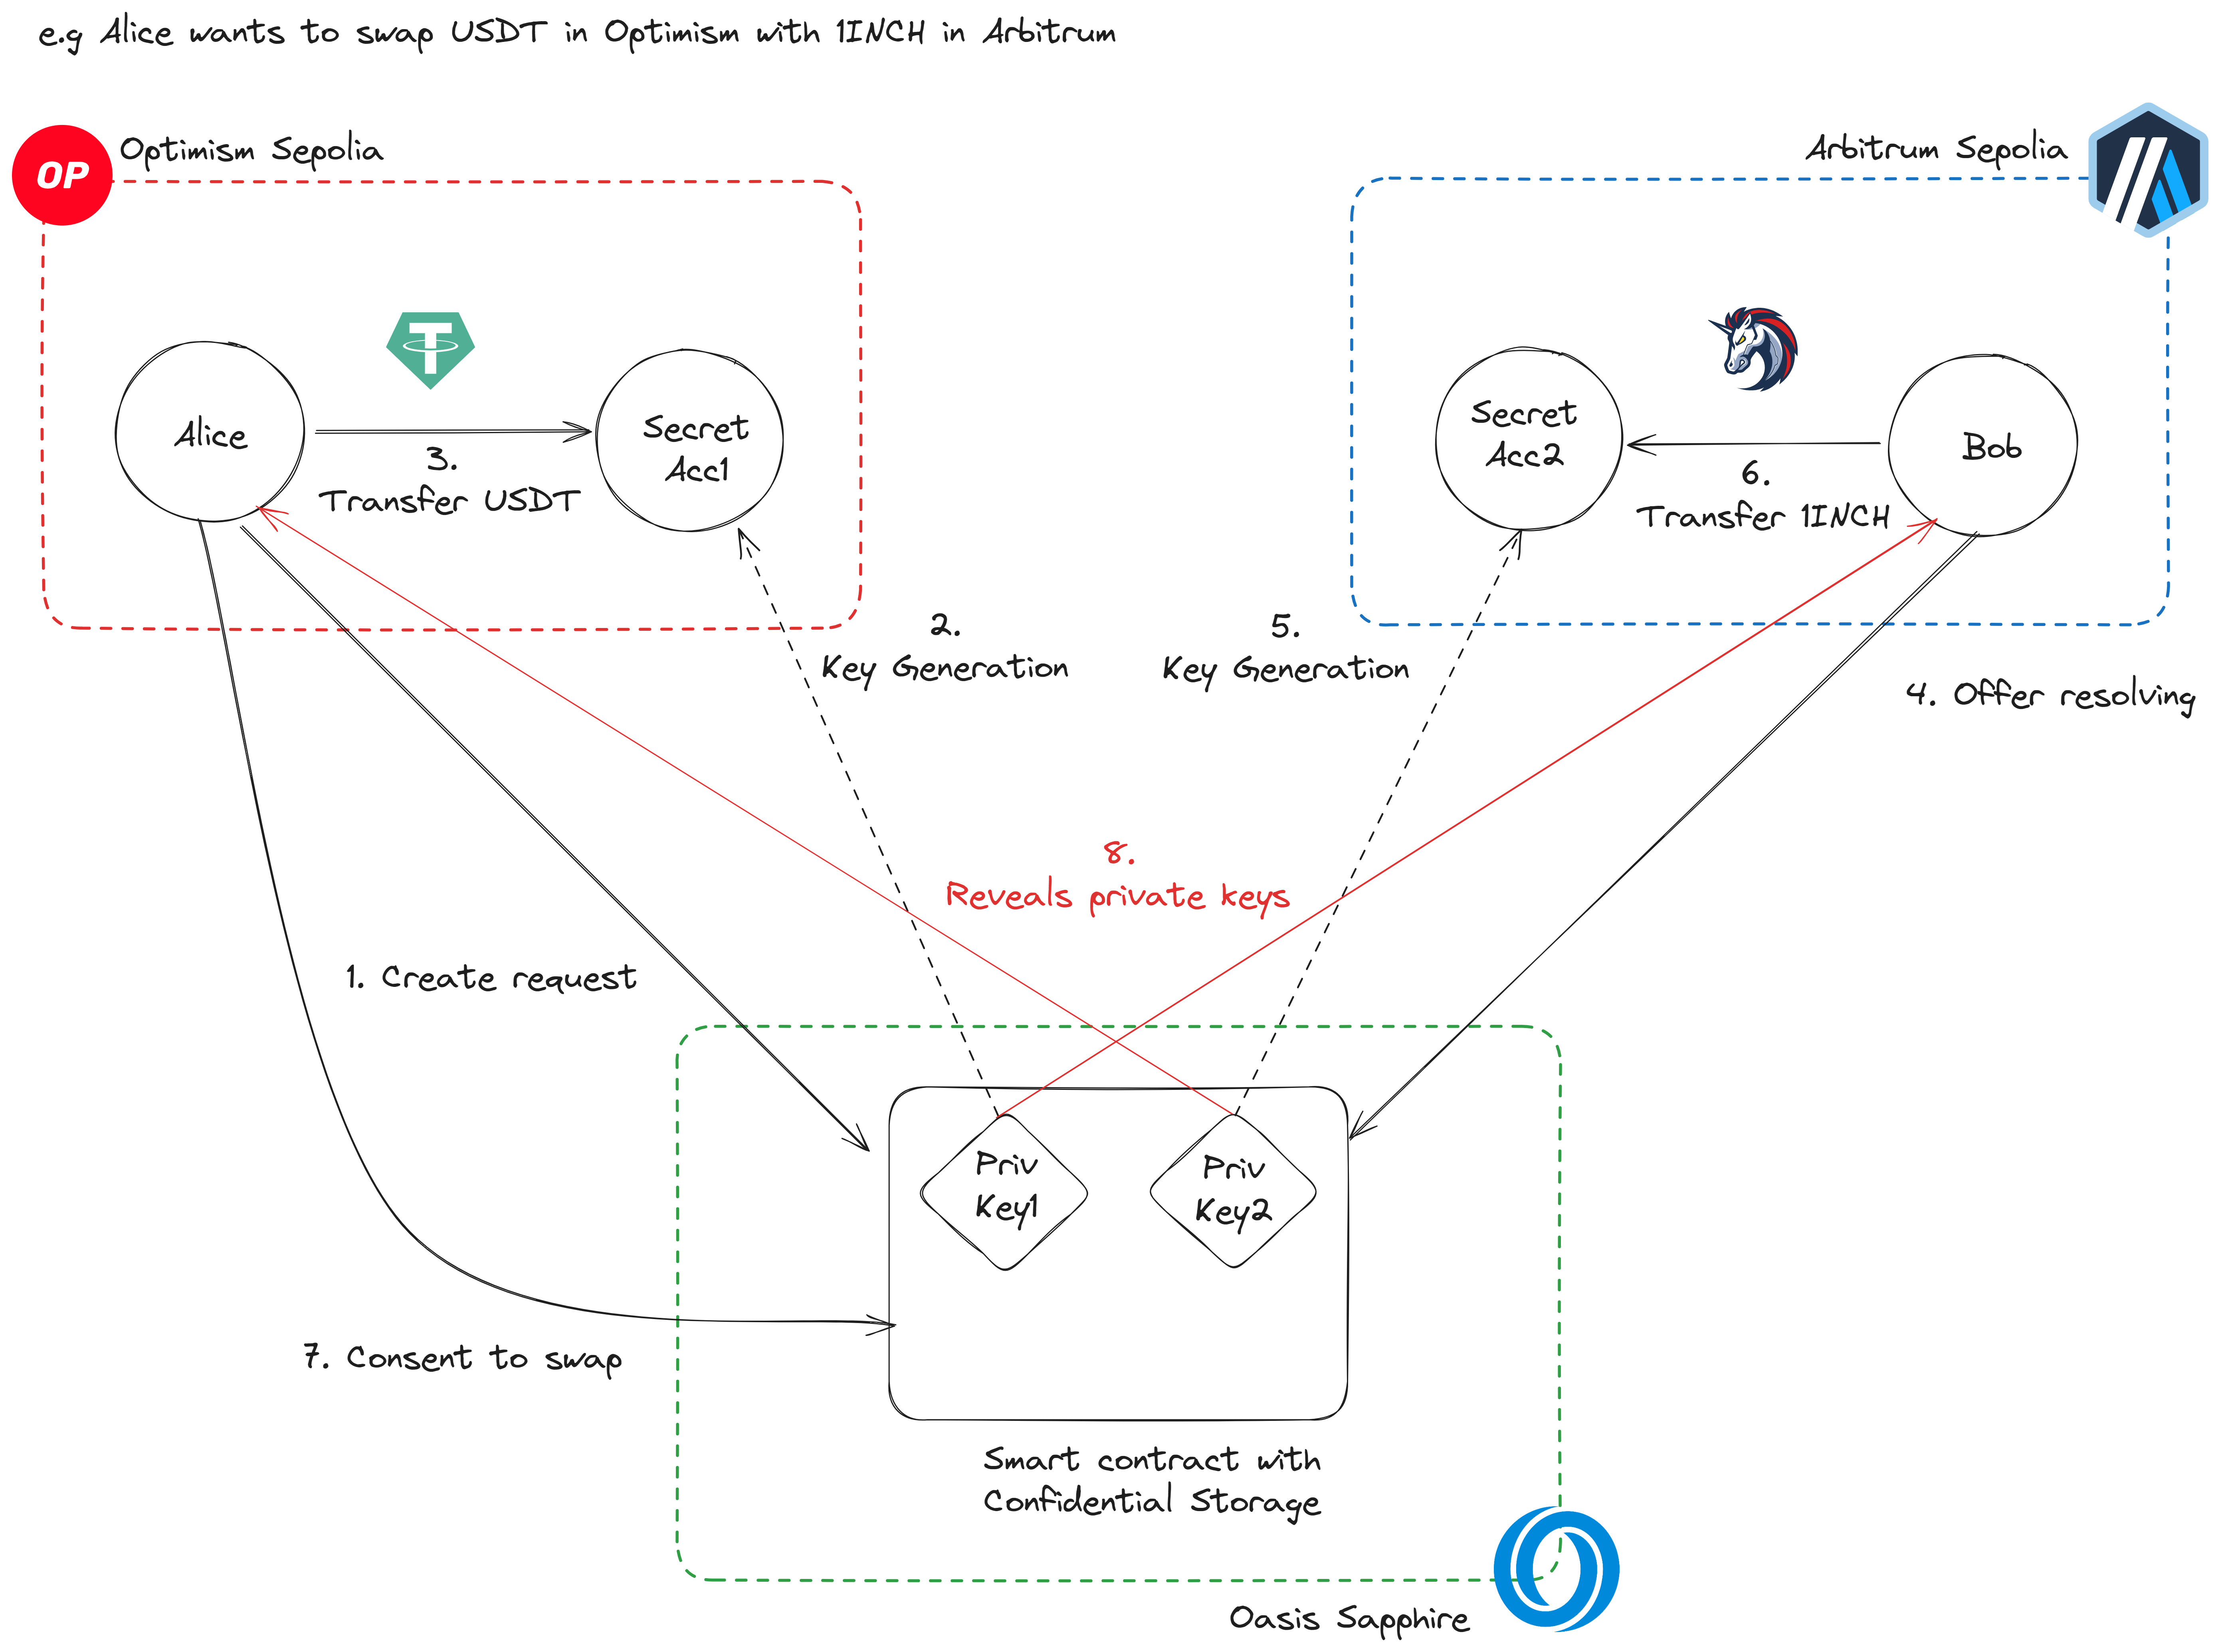 e.g Alice wants to swap USDT in Optimism with 1INCH in Arbitrum
OP
Optimism Sepolia
Arbitrum Sepolia
Alice
3.
Transfer USDT
Secret
Acc1
Secret
Acc2
6.
Transfer 1INCH
Bob
2.
Key Generation
5.
Key Generation
4. Offer resolving
8.
Reveals private keys
1. Create request
Priv
Key1
Priv
Key2
7. Consent to swap
Smart contract with
Confidential Storage
Oasis Sapphire